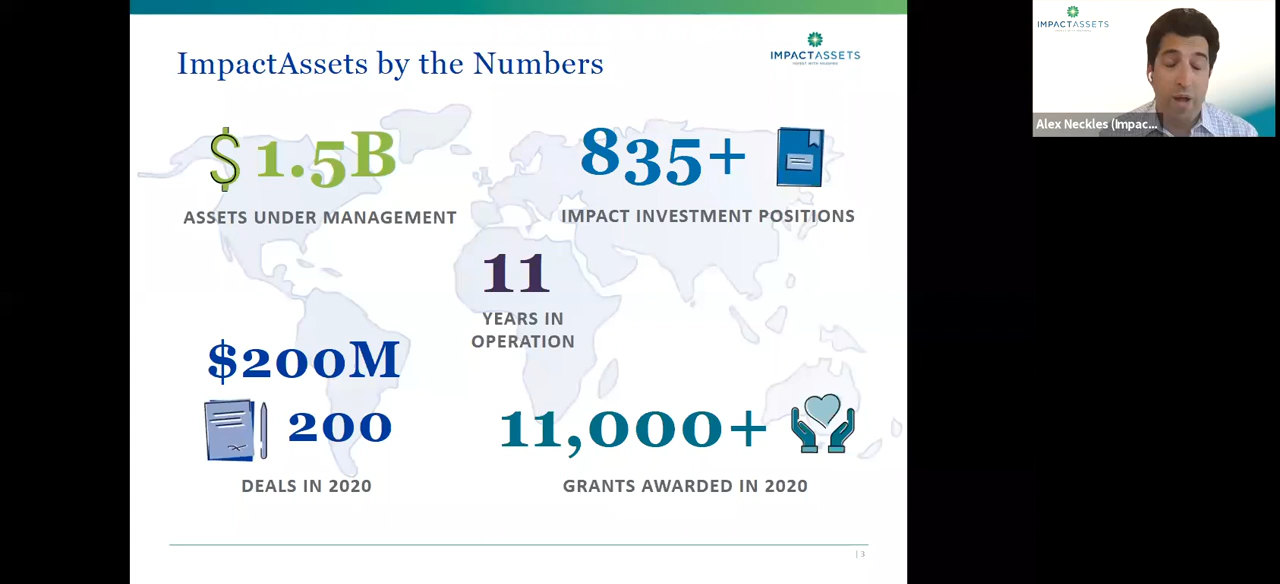 ImpactAssets by the Numbers
IMPACTASSETS
$1.5B
ASSETS UNDER MANAGEMENT
835+
IMPACT INVESTMENT POSITIONS
11
YEARS IN
OPERATION
$200M
200
DEALS IN 2020
11,000+
GRANTS AWARDED IN 2020
| 3
IMPACTASSETS
Alex Neckles (Impac...